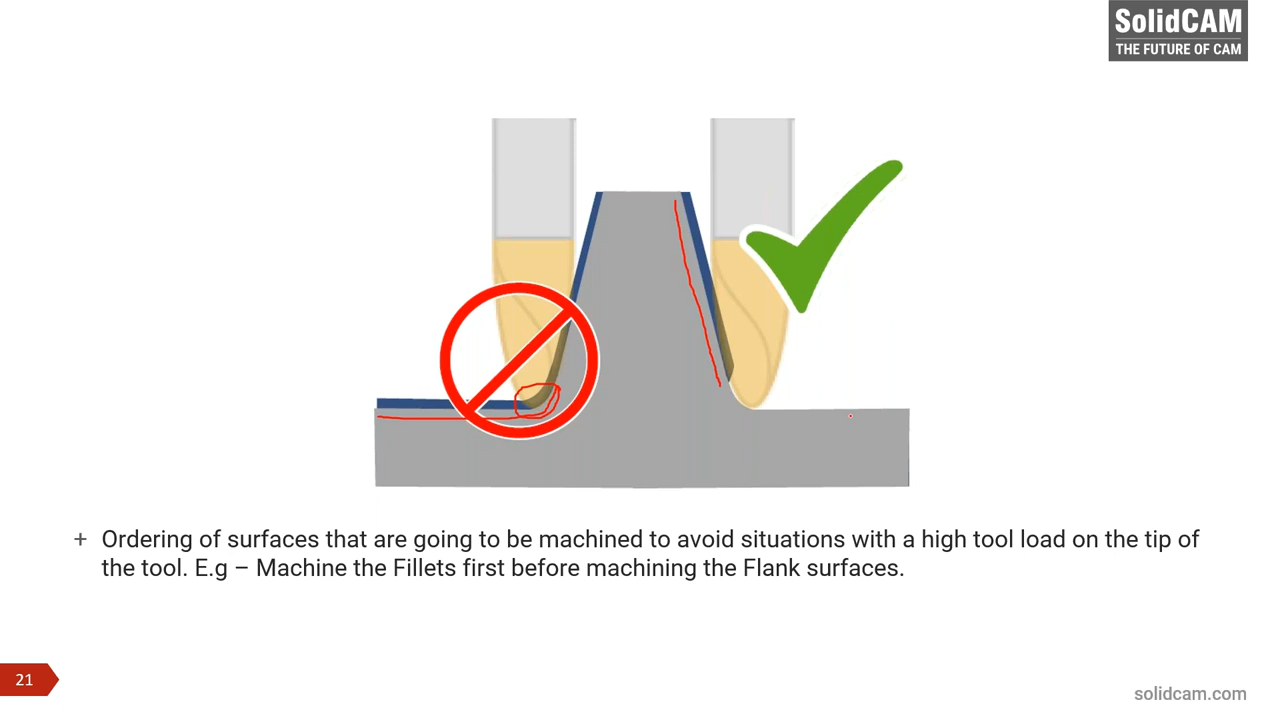 SolidCAM
THE FUTURE OF CAM
+ Ordering of surfaces that are going to be machined to avoid situations with a high tool load on the tip of
the tool. E.g – Machine the Fillets first before machining the Flank surfaces.
21
solidcam.com